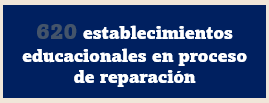 620 establecimientos
educacionales en proceso
de reparación